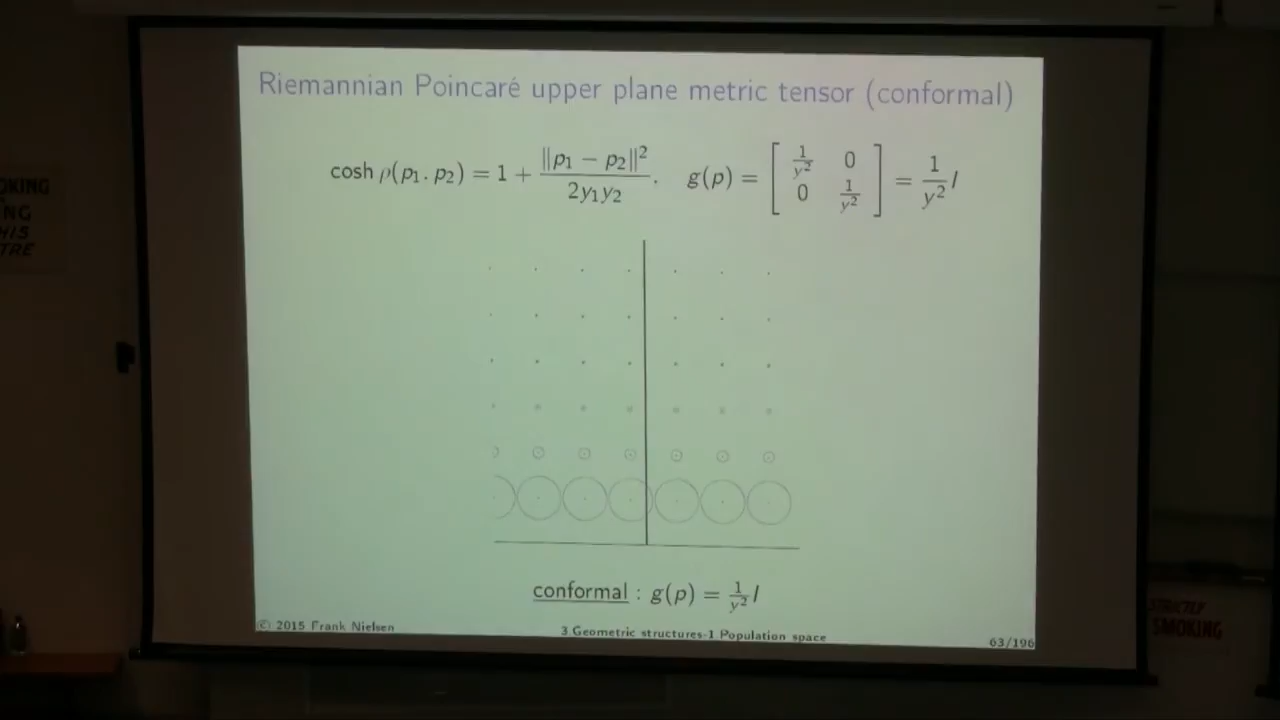 Riemannian Poincaré upper plane metric tensor (conformal)
cosh ρ(p₁, p₂) = 1 + ‖p₁ − p₂‖² / 2y₁y₂ . g(p) = [ 1/y² 0 0 1/y² ] = 1/y² I
conformal : g(p) = 1/y² I
© 2015 Frank Nielsen
3.Geometric structures-1 Population space
63/196
STRICTLY
SMOKING